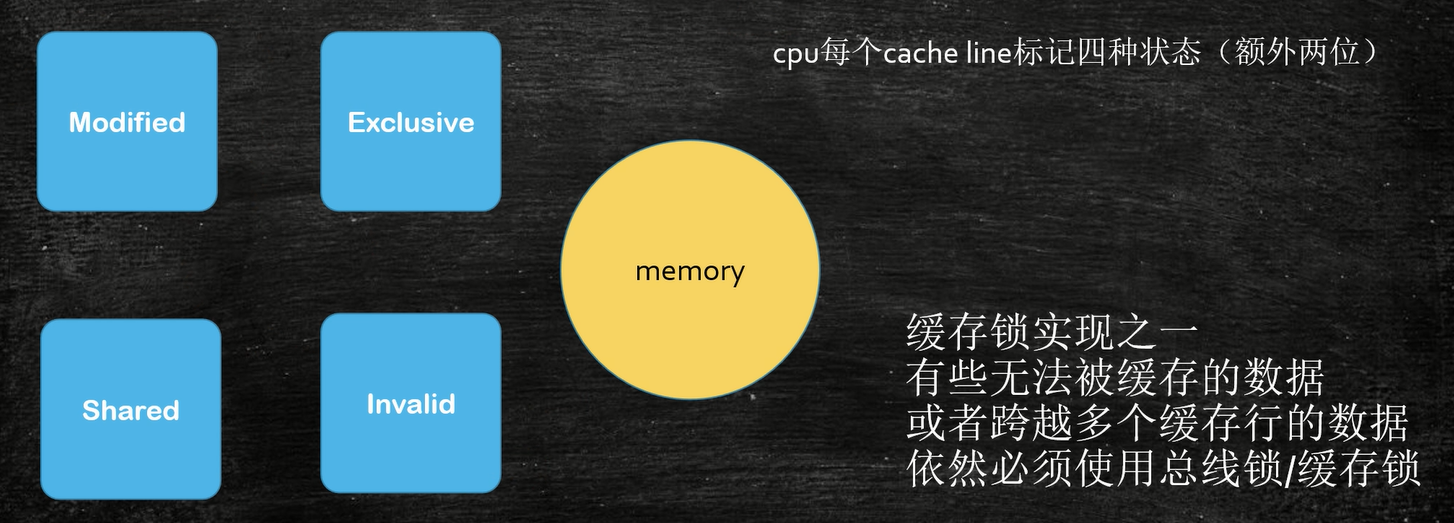 cpu每个cache line标记四种状态（额外两位）
Modified
Exclusive
memory
Shared
Invalid
缓存锁实现之一
有些无法被缓存的数据
或者跨越多个缓存行的数据
依然必须使用总线锁/缓存锁